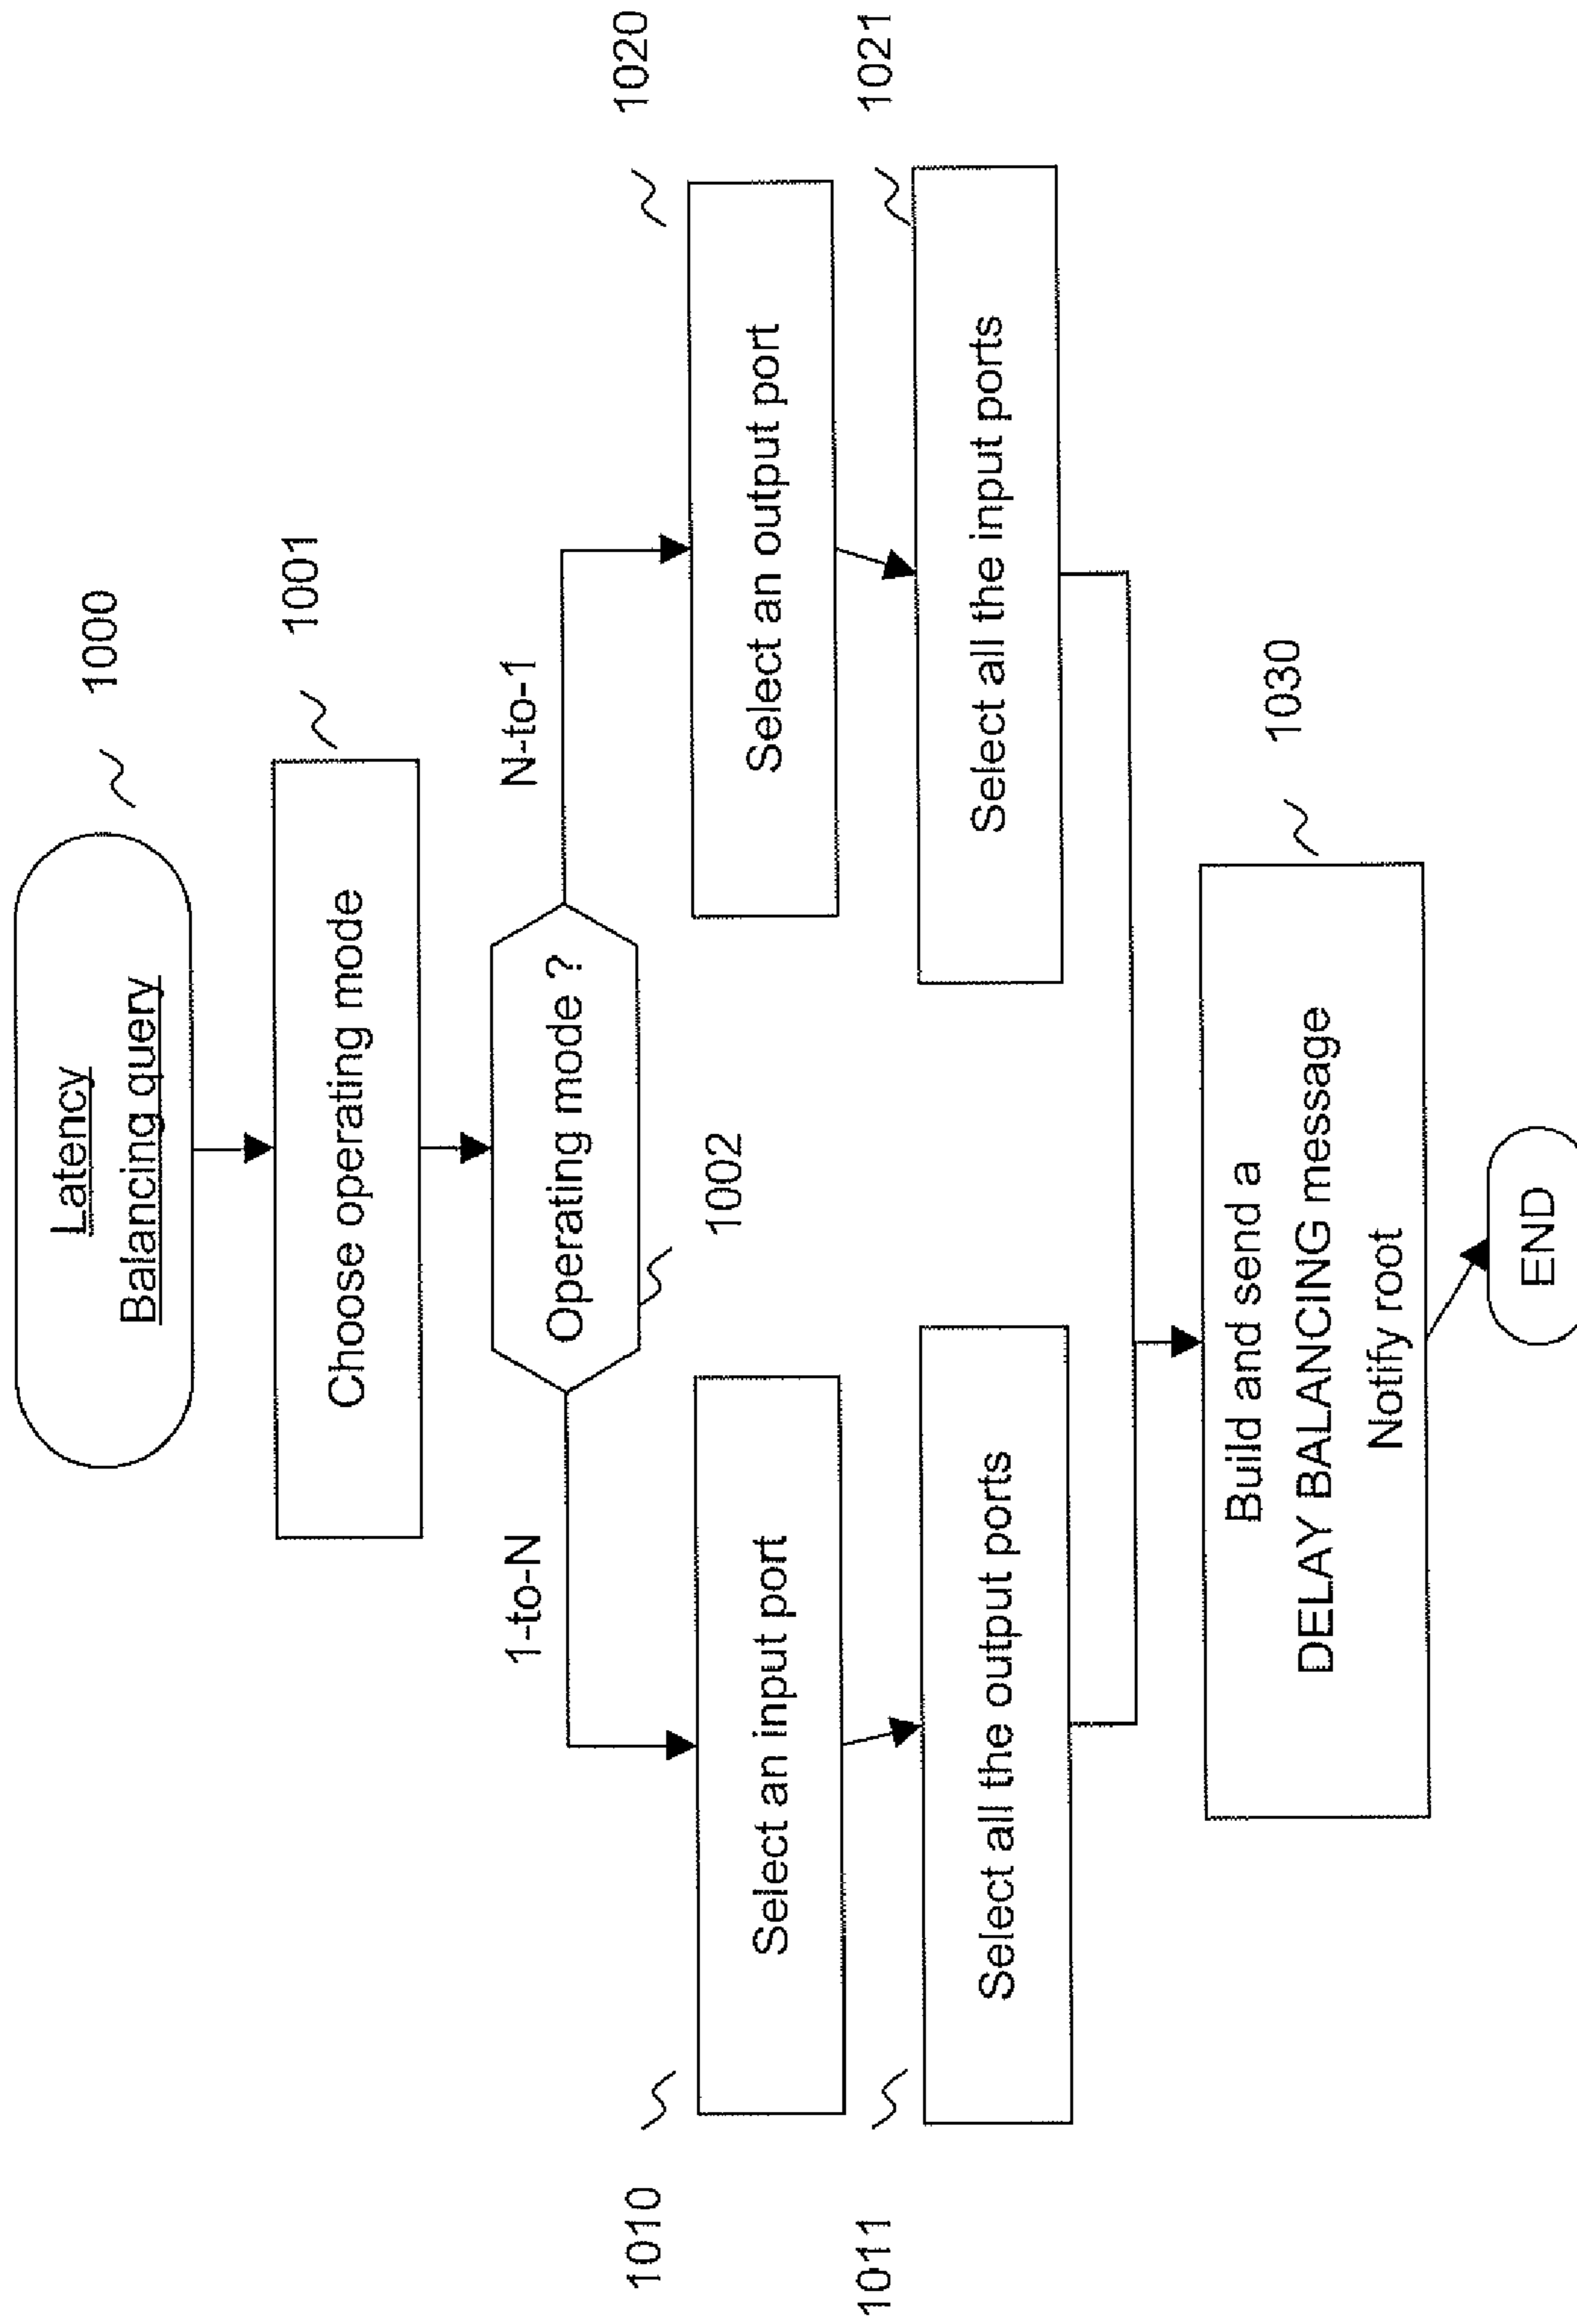 Latency
Balancing query
1000
Choose operating mode
1001
Operating mode ?
1002
1-to-N
N-to-1
1010
Select an input port
Select an output port
1020
1011
Select all the output ports
Select all the input ports
1021
Build and send a
DELAY BALANCING message
Notify root
1030
END